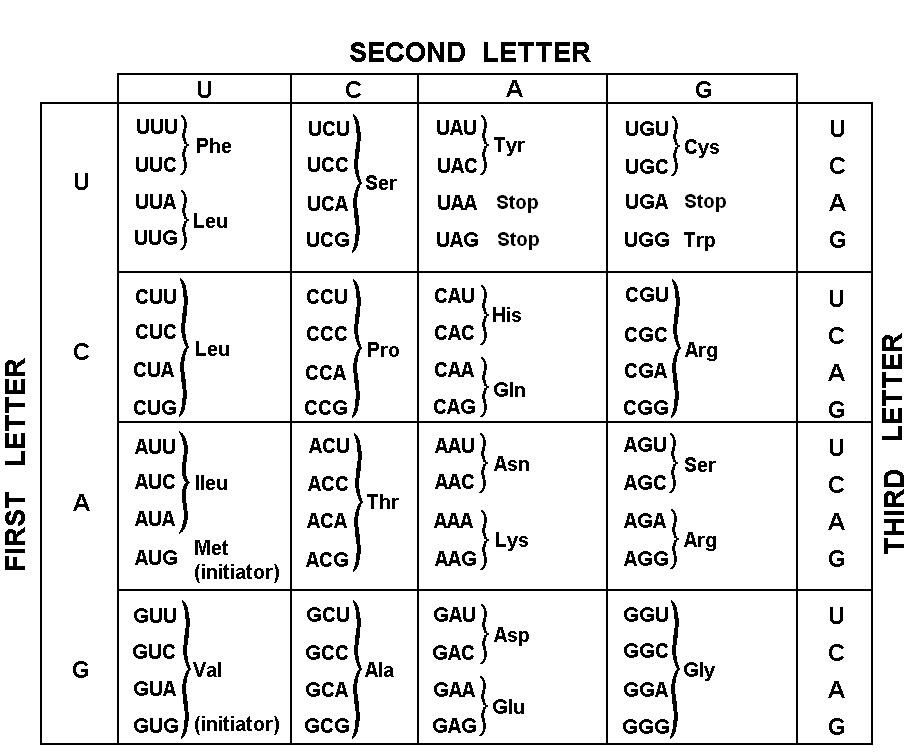 SECOND LETTER
U C A G
FIRST LETTER
THIRD LETTER
U
UUU
UUC
Phe
UUA
UUG
Leu
UCU
UCC
UCA
UCG
Ser
UAU
UAC
Tyr
UAA Stop
UAG Stop
UGU
UGC
Cys
UGA Stop
UGG Trp
U
C
A
G
C
CUU
CUC
CUA
CUG
Leu
CCU
CCC
CCA
CCG
Pro
CAU
CAC
His
CAA
CAG
Gln
CGU
CGC
CGA
CGG
Arg
U
C
A
G
A
AUU
AUC
AUA
Ileu
AUG Met
(initiator)
ACU
ACC
ACA
ACG
Thr
AAU
AAC
Asn
AAA
AAG
Lys
AGU
AGC
Ser
AGA
AGG
Arg
U
C
A
G
G
GUU
GUC
GUA
Val
GUG (initiator)
GCU
GCC
GCA
GCG
Ala
GAU
GAC
Asp
GAA
GAG
Glu
GGU
GGC
GGA
GGG
Gly
U
C
A
G